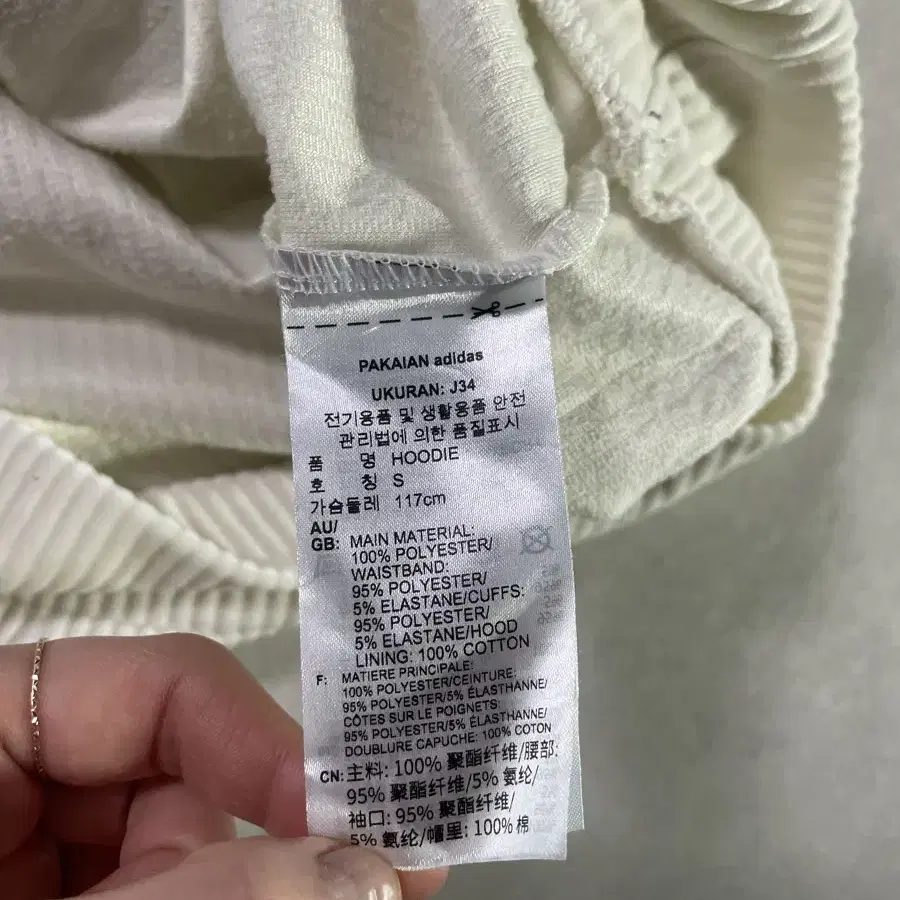 PAKAIAN adidas
UKURAN: J34
전기용품 및 생활용품 안전
관리법에 의한 품질표시
품 명 HOODIE
호 칭 S
가슴둘레 117cm
AU/
GB: MAIN MATERIAL:
100% POLYESTER/
WAISTBAND:
95% POLYESTER/
5% ELASTANE/CUFFS:
95% POLYESTER/
5% ELASTANE/HOOD
LINING: 100% COTTON
F: MATIERE PRINCIPALE:
100% POLYESTER/CEINTURE:
95% POLYESTER/5% ÉLASTHANNE/
CÔTES SUR LE POIGNETS:
95% POLYESTER/5% ÉLASTHANNE/
DOUBLURE CAPUCHE: 100% COTON
CN: 主料: 100% 聚酯纤维/腰部:
95% 聚酯纤维/5% 氨纶/
袖口: 95% 聚酯纤维/
5% 氨纶/帽里: 100% 棉